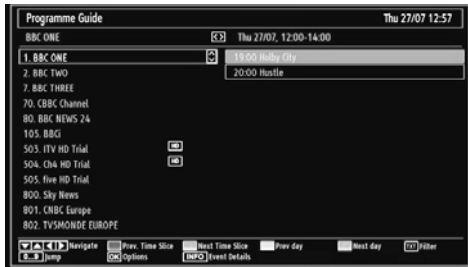 Programme Guide Thu 27/07 12:57
BBC ONE Thu 27/07, 12:00-14:00
1. BBC ONE 19:00 Holby City
2. BBC TWO 20:00 Hustle
7. BBC THREE
70. CBBC Channel
80. BBC NEWS 24
105. BBCi
503. ITV HD Trial HD
504. Ch4 HD Trial HD
505. five HD Trial
800. Sky News
801. CNBC Europe
802. TV5MONDE EUROPE
Navigate Prev. Time Slice Next Time Slice Prev day Next day TXT Filter
0...9 Jump OK Options INFO Event Details